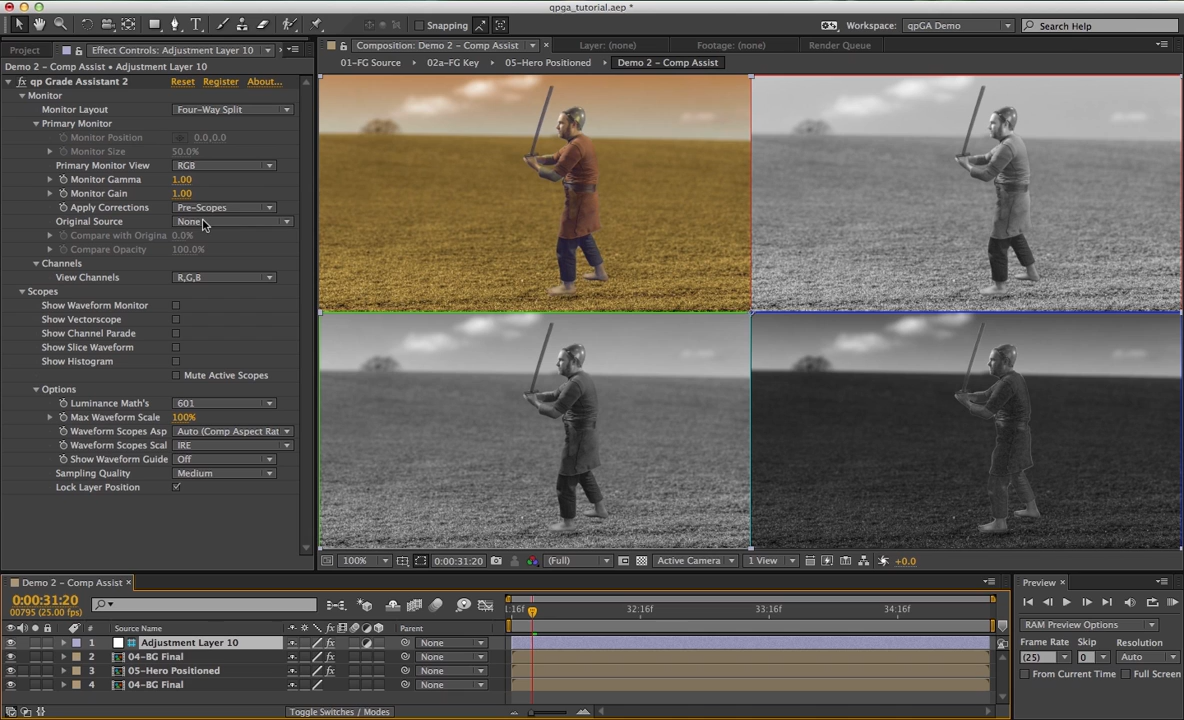 qpga_tutorial.aep *
Snapping
Workspace: qpGA Demo
Search Help
Project
Effect Controls: Adjustment Layer 10
Composition: Demo 2 – Comp Assist
Layer: (none)
Footage: (none)
Render Queue
Demo 2 – Comp Assist • Adjustment Layer 10
01-FG Source
02a-FG Key
05-Hero Positioned
Demo 2 – Comp Assist
fx qp Grade Assistant 2 Reset Register About...
Monitor
Monitor Layout Four-Way Split
Primary Monitor
Monitor Position 0.0,0.0
Monitor Size 50.0%
Primary Monitor View RGB
Monitor Gamma 1.00
Monitor Gain 1.00
Apply Corrections Pre-Scopes
Original Source None
Compare with Origina 0.0%
Compare Opacity 100.0%
Channels
View Channels R,G,B
Scopes
Show Waveform Monitor
Show Vectorscope
Show Channel Parade
Show Slice Waveform
Show Histogram
Mute Active Scopes
Options
Luminance Math's 601
Max Waveform Scale 100%
Waveform Scopes Asp Auto (Comp Aspect Rat
Waveform Scopes Scal IRE
Show Waveform Guide Off
Sampling Quality Medium
Lock Layer Position
100% 0:00:31:20 (Full) Active Camera 1 View +0.0
Demo 2 – Comp Assist
0:00:31:20
00795 (25.00 fps)
:16f 32:16f 33:16f 34:16f
# Source Name fx Parent
1 Adjustment Layer 10 fx None
2 04-BG Final fx None
3 05-Hero Positioned fx None
4 04-BG Final None
Toggle Switches / Modes
Preview
RAM Preview Options
Frame Rate Skip Resolution
(25) 0 Auto
From Current Time Full Screen